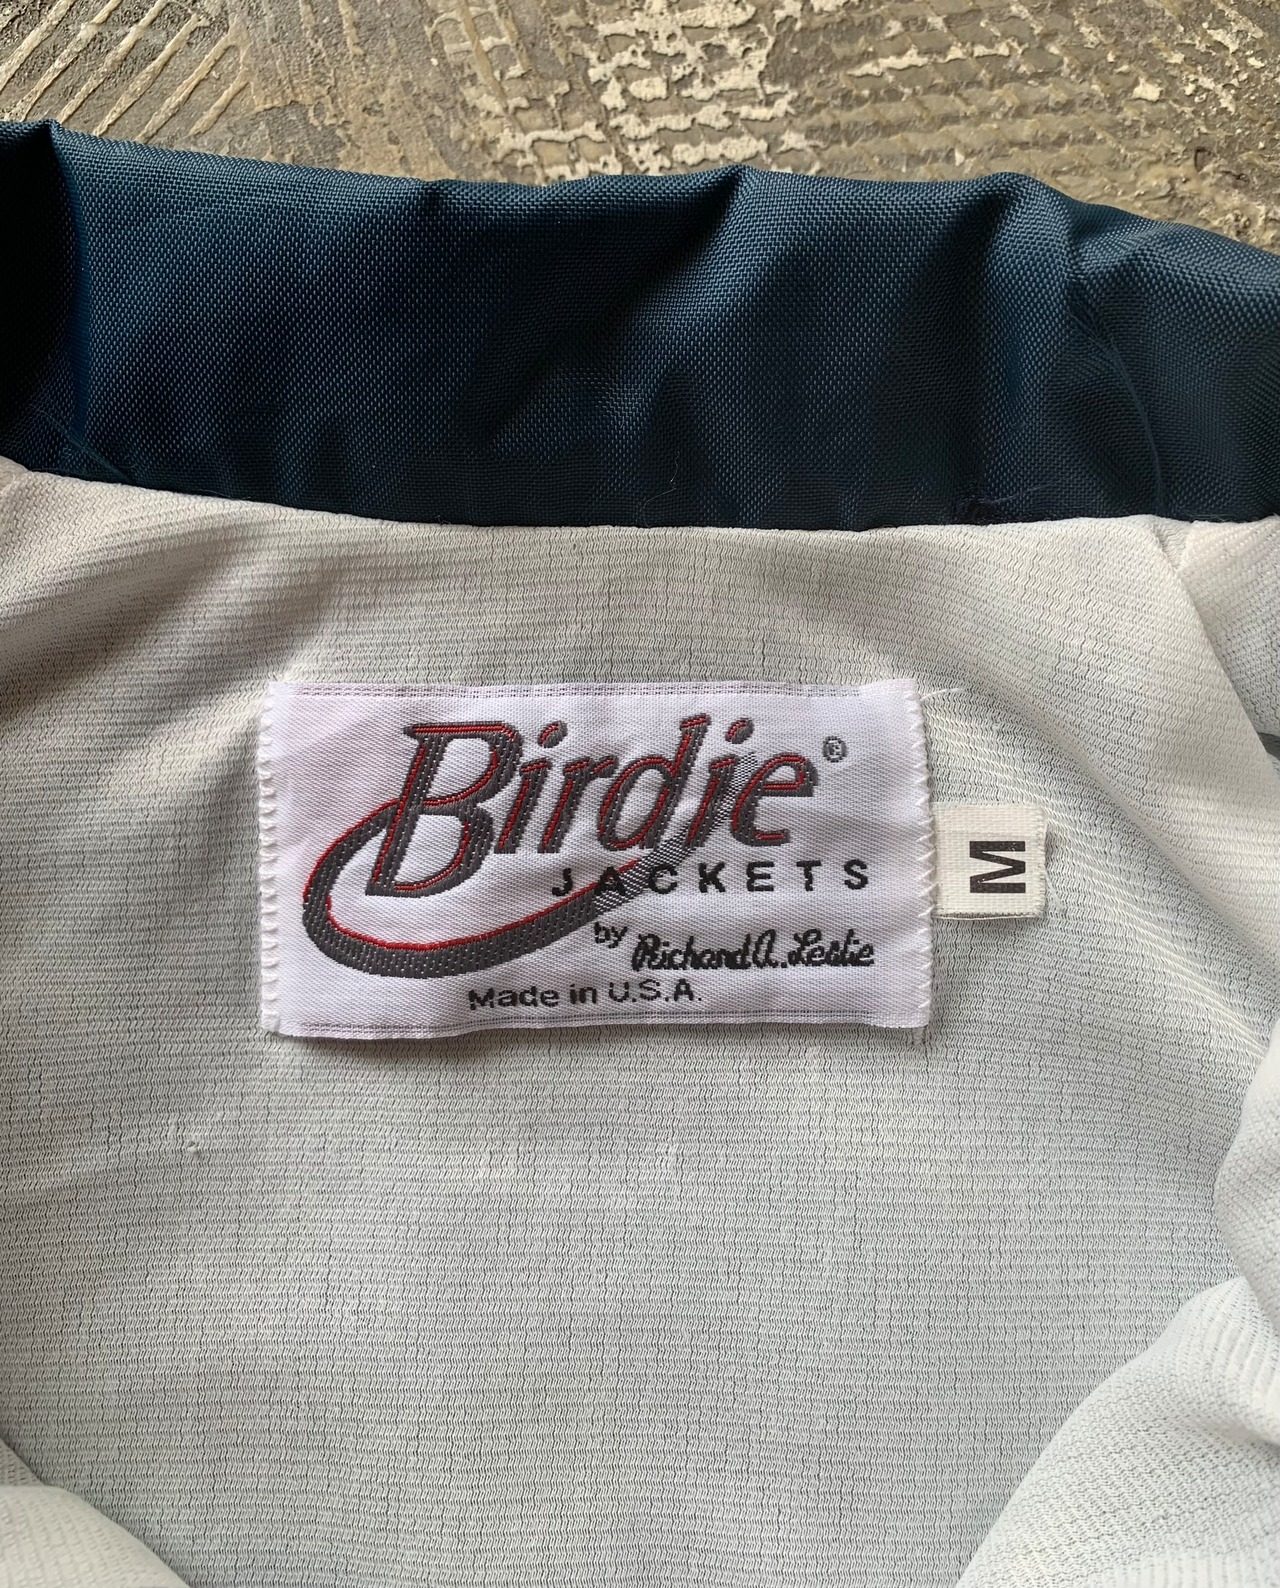 Birdie®
JACKETS
by Richard A. Leslie
Made in U.S.A.
M